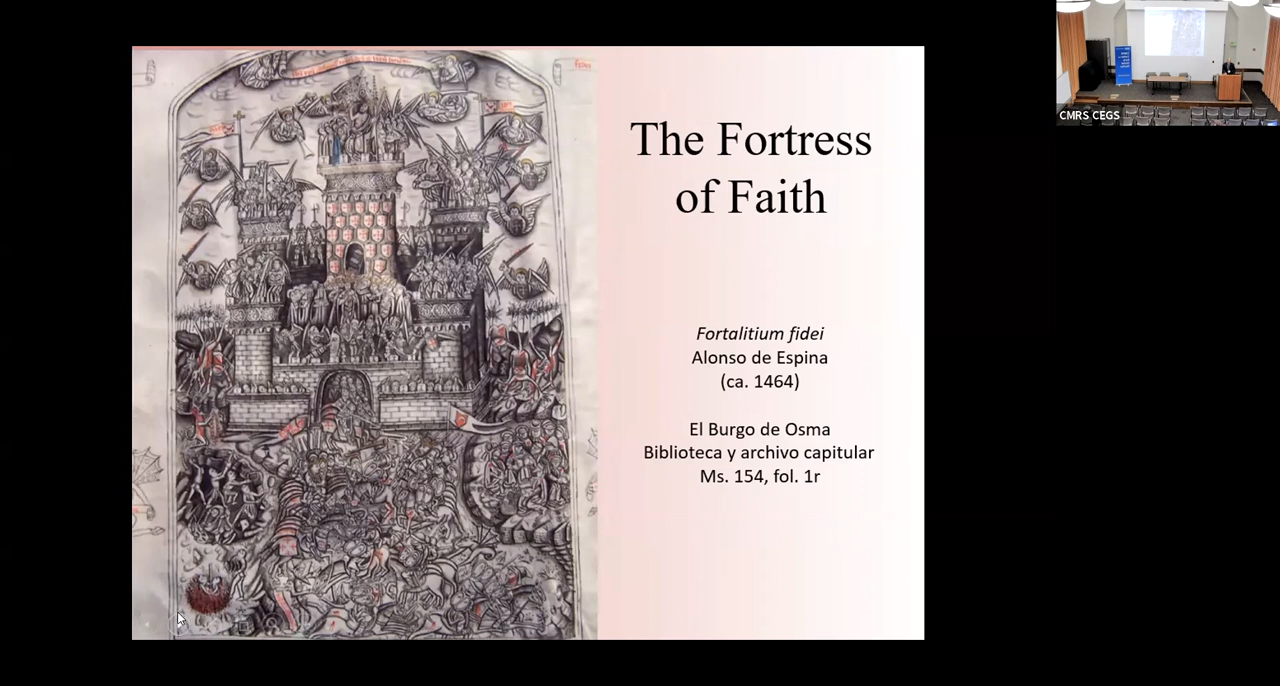 The Fortress
of Faith
Fortalitium fidei
Alonso de Espina
(ca. 1464)
El Burgo de Osma
Biblioteca y archivo capitular
Ms. 154, fol. 1r
CMRS CEGS